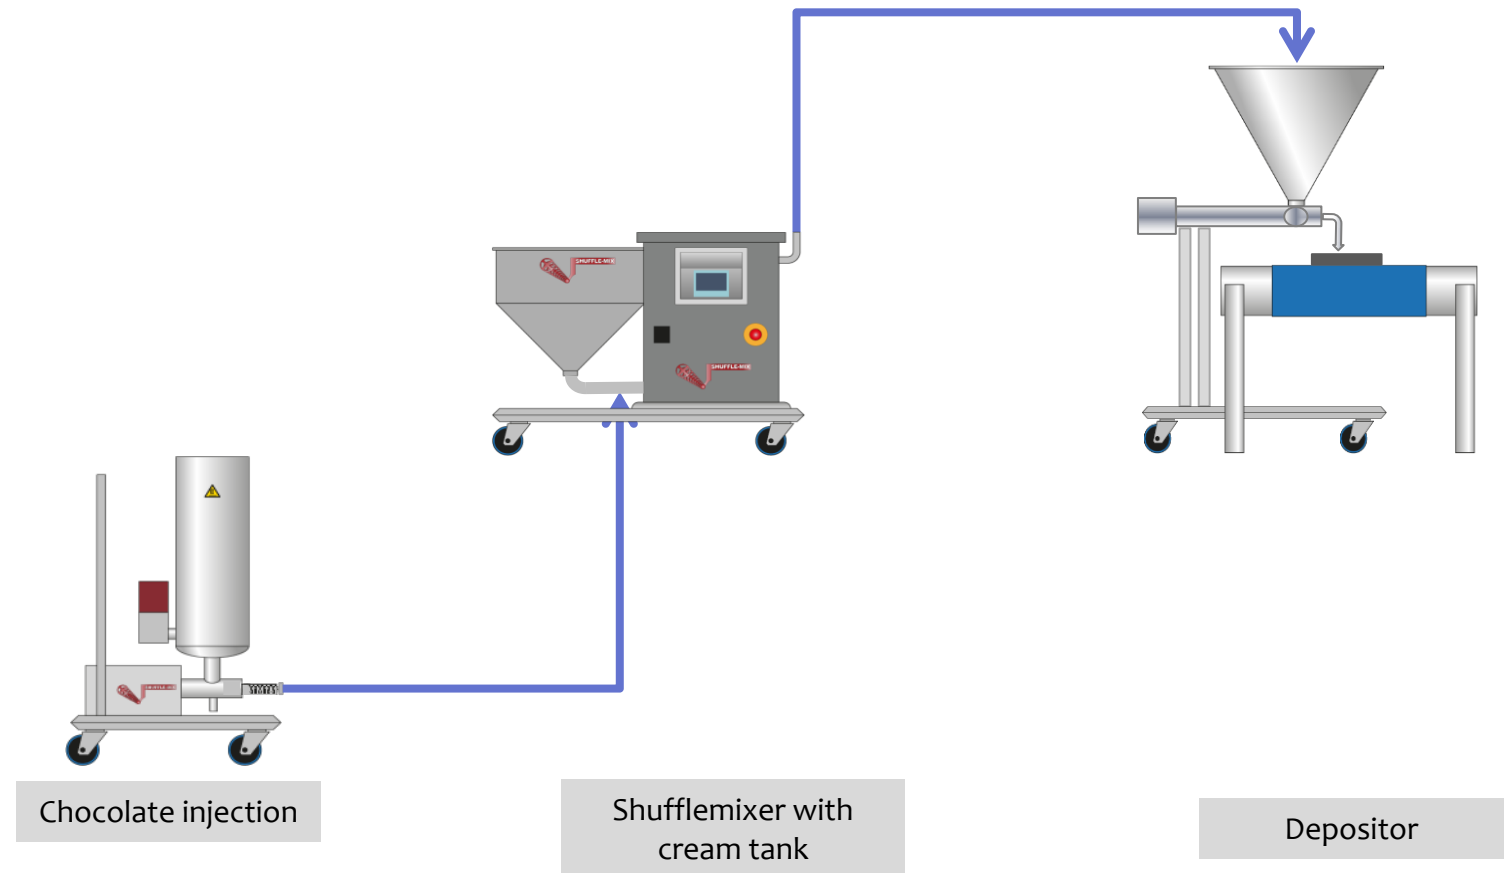 SHUFFLE-MIX
SHUFFLE-MIX
Chocolate injection
Shufflemixer with
cream tank
Depositor